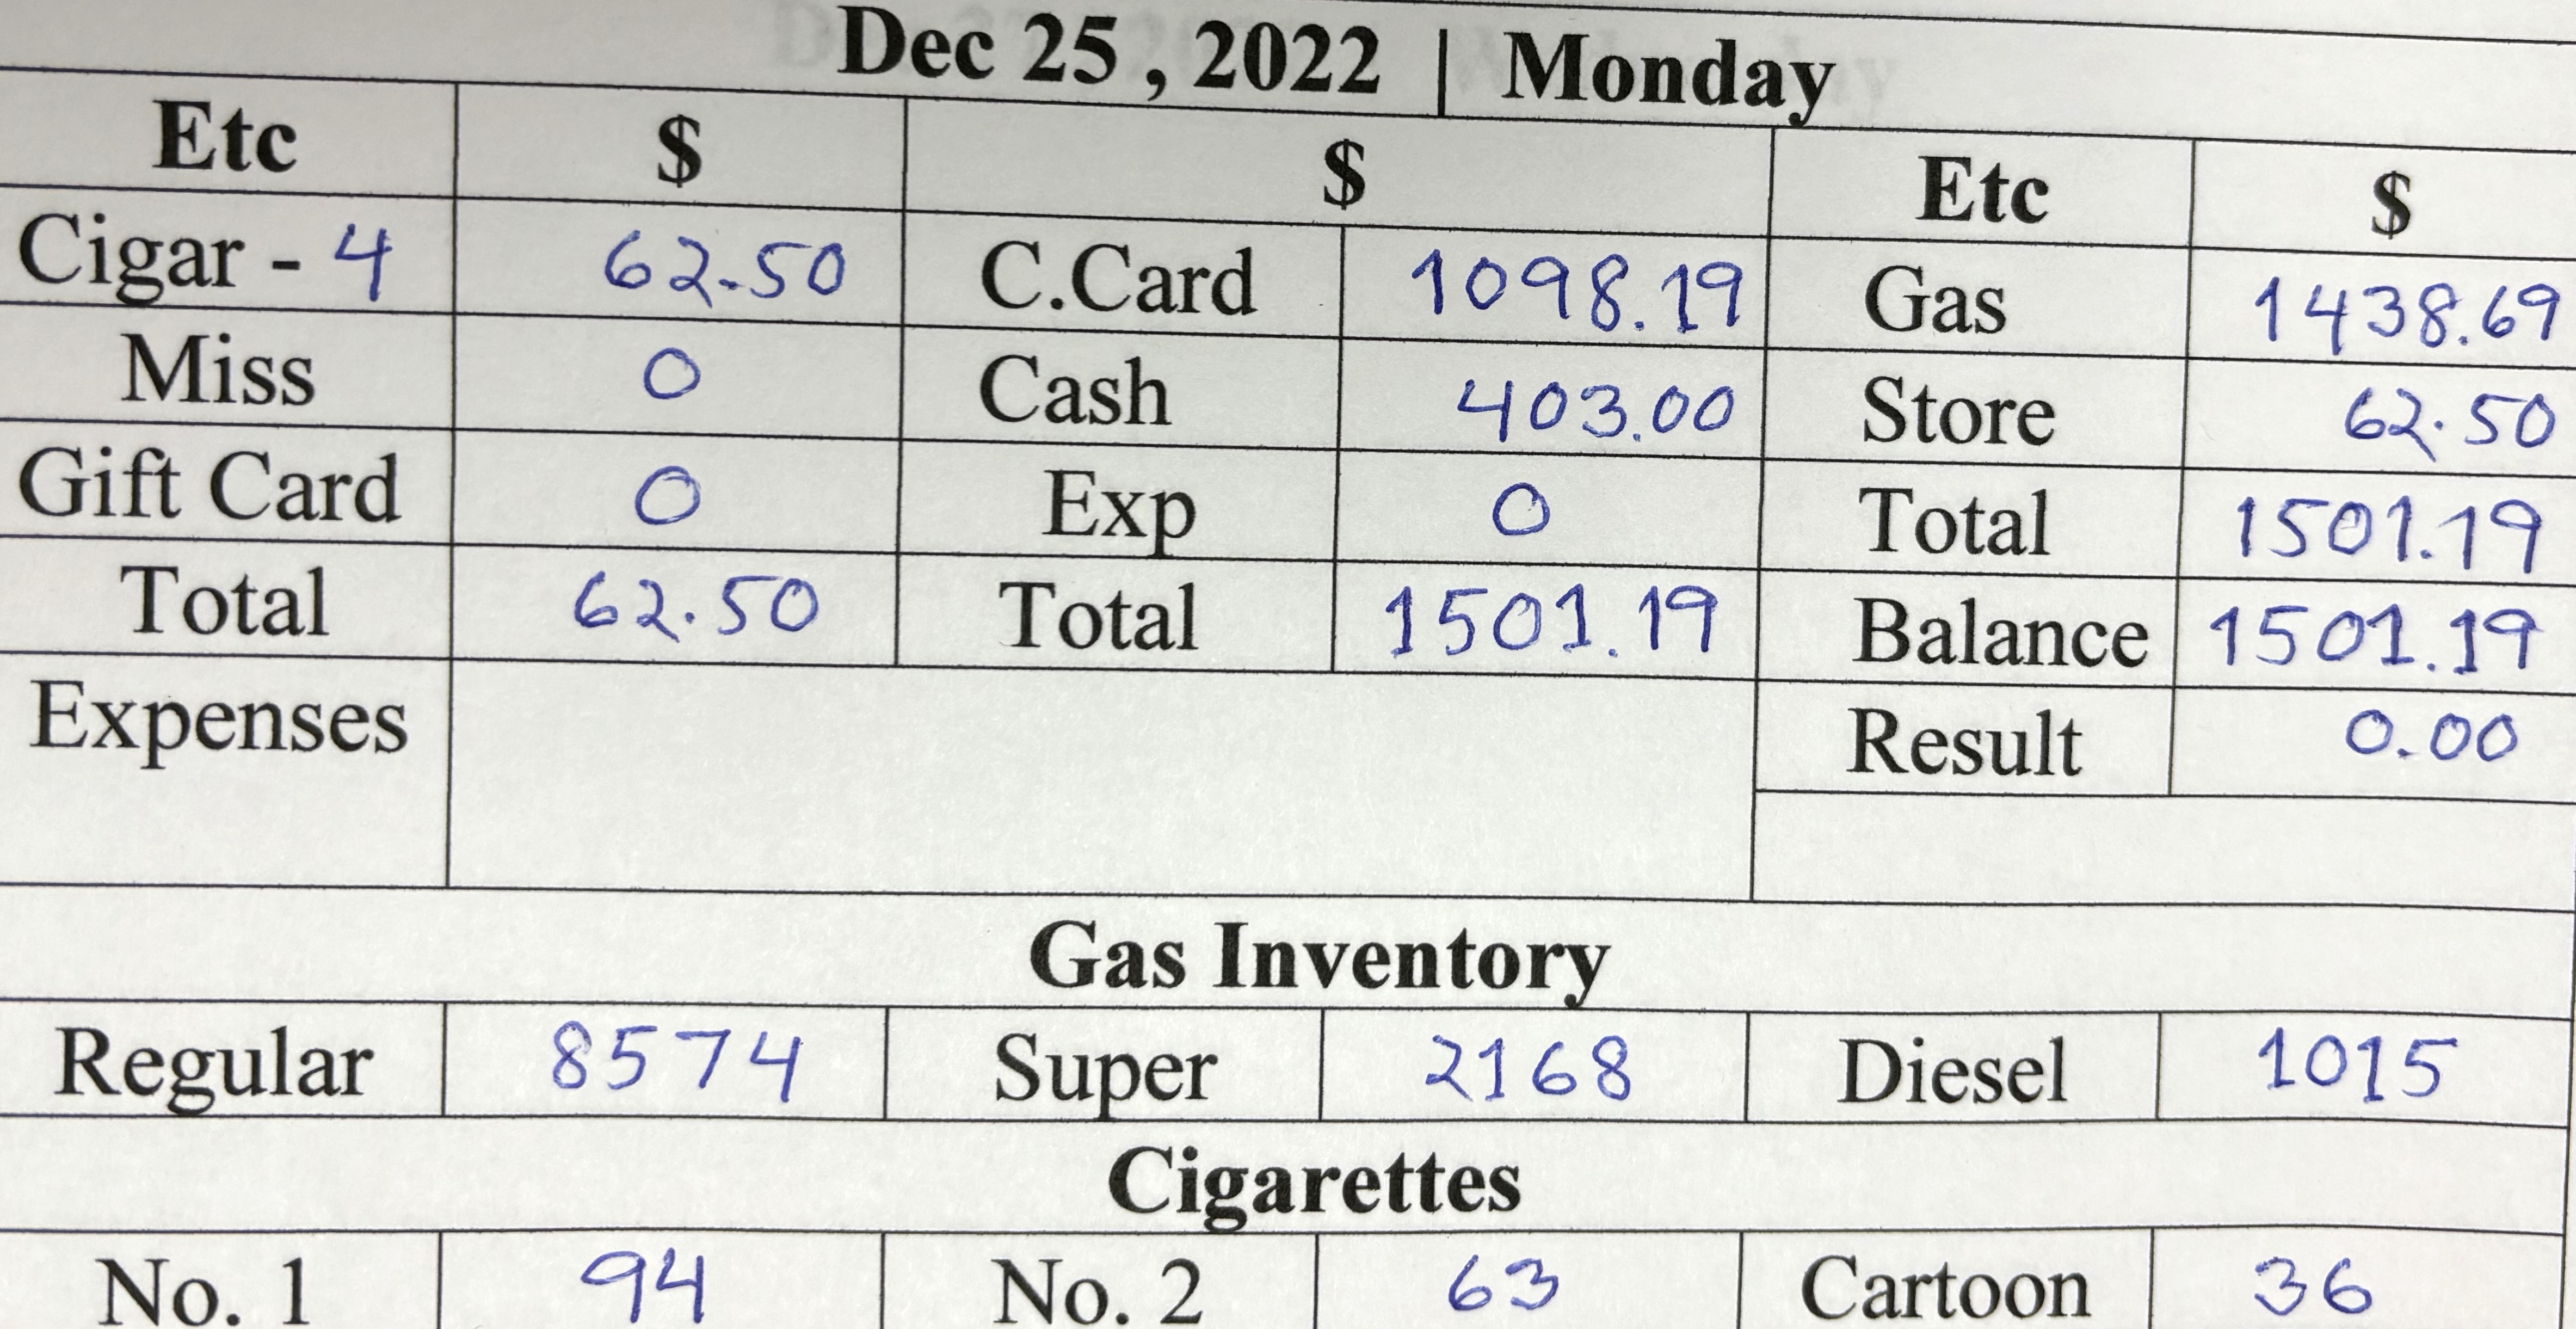 Dec 25 , 2022 | Monday
Etc $ $ Etc $
Cigar - 4 62.50 C.Card 1098.19 Gas 1438.69
Miss 0 Cash 403.00 Store 62.50
Gift Card 0 Exp 0 Total 1501.19
Total 62.50 Total 1501.19 Balance 1501.19
Expenses Result 0.00
Gas Inventory
Regular 8574 Super 2168 Diesel 1015
Cigarettes
No. 1 94 No. 2 63 Cartoon 36